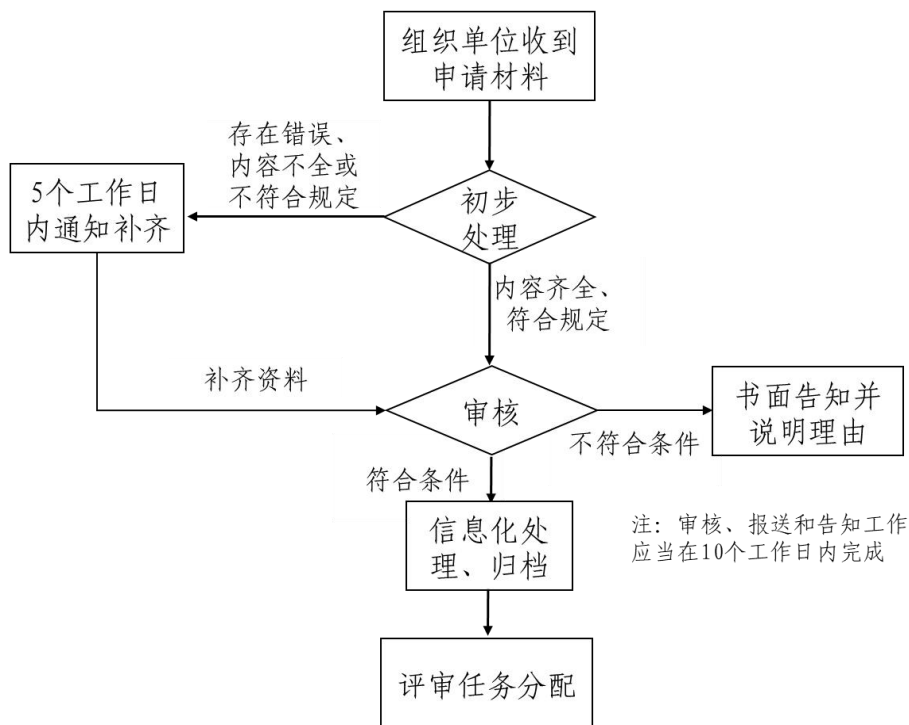 组织单位收到
申请材料
存在错误、
内容不全或
不符合规定
5个工作日
内通知补齐
初步
处理
内容齐全、
符合规定
补齐资料
审核
书面告知并
说明理由
不符合条件
符合条件
信息化处
理、归档
注：审核、报送和告知工作
应当在10个工作日内完成
评审任务分配